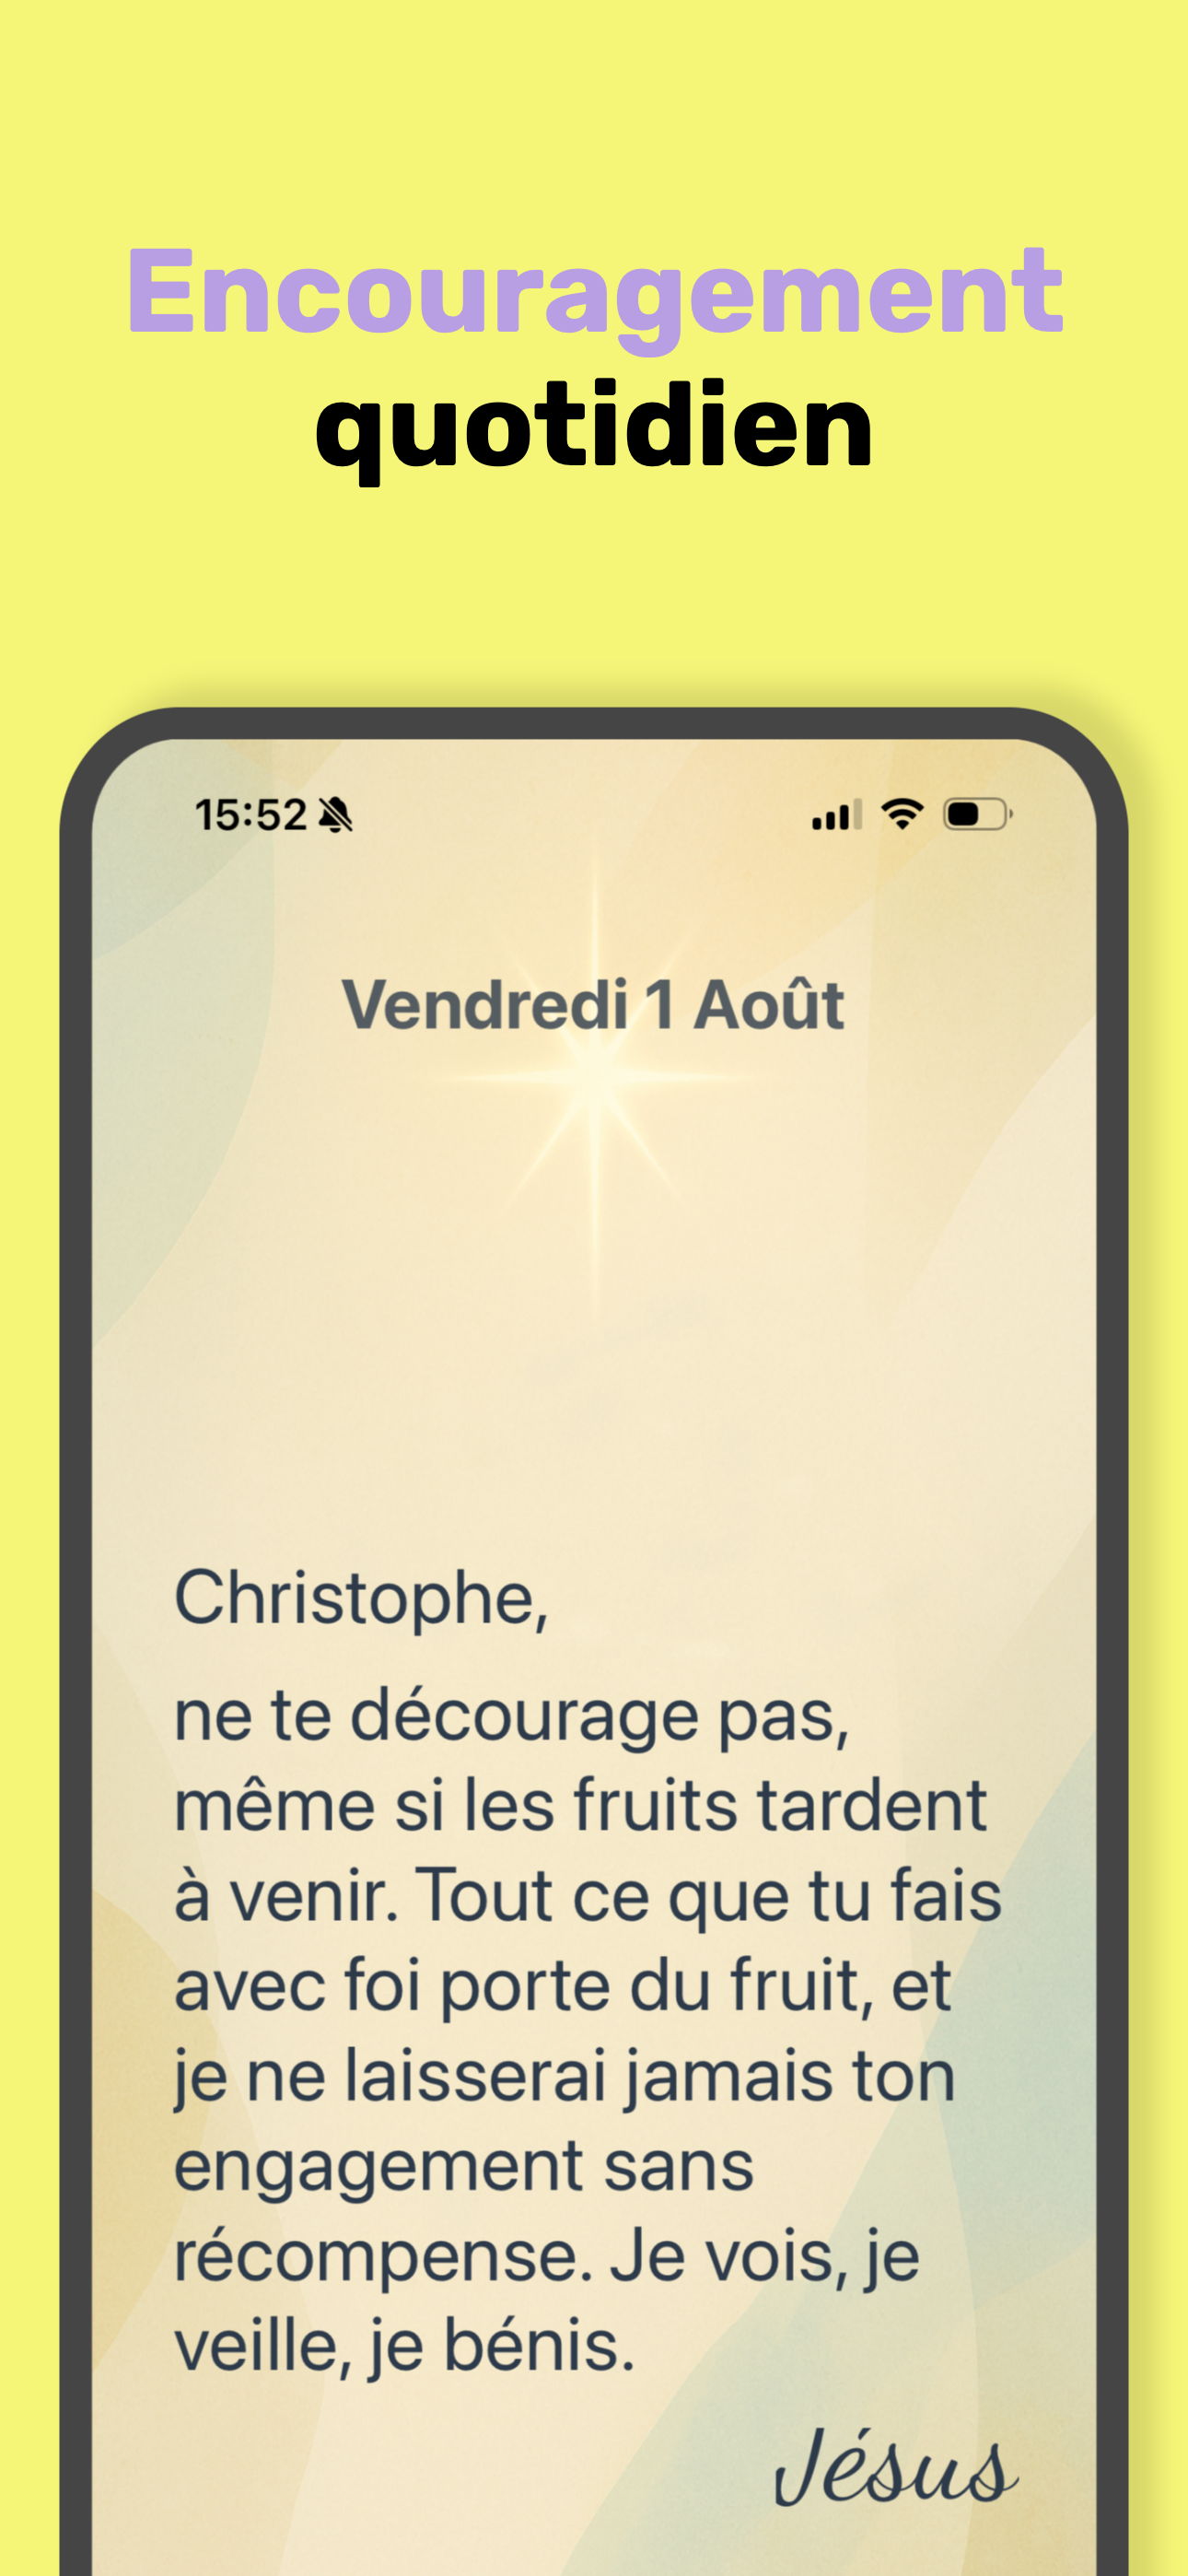 Encouragement
quotidien
15:52
Vendredi 1 Août
Christophe,
ne te décourage pas,
même si les fruits tardent
à venir. Tout ce que tu fais
avec foi porte du fruit, et
je ne laisserai jamais ton
engagement sans
récompense. Je vois, je
veille, je bénis.
Jésus